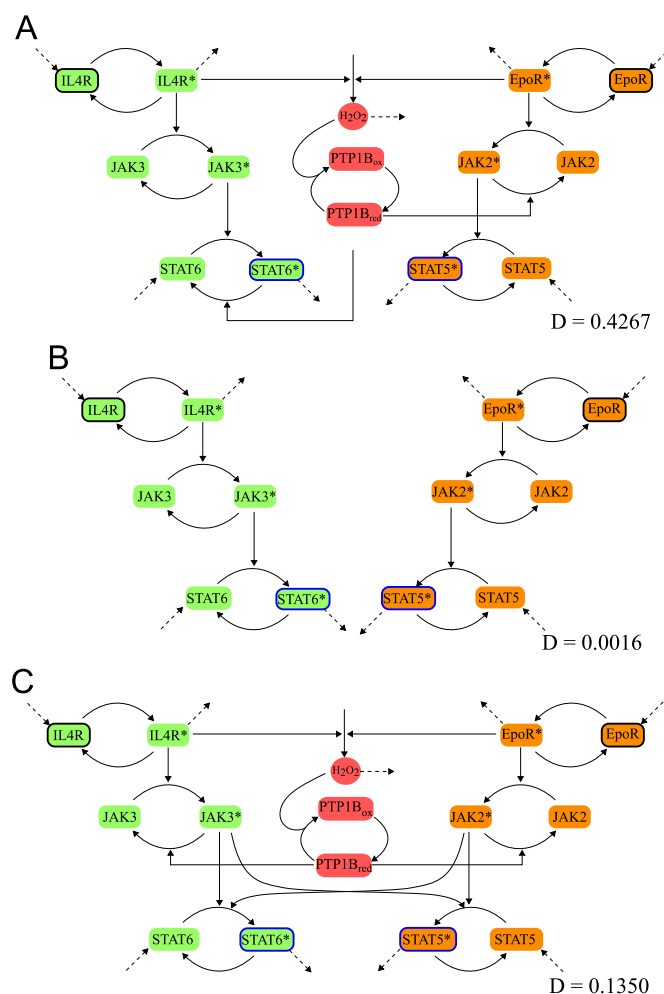 A
IL4R IL4R* EpoR* EpoR
H2O2
JAK3 JAK3* PTP1Box JAK2* JAK2
PTP1Bred
STAT6 STAT6* STAT5* STAT5
D = 0.4267
B
IL4R IL4R* EpoR* EpoR
JAK3 JAK3* JAK2* JAK2
STAT6 STAT6* STAT5* STAT5
D = 0.0016
C
IL4R IL4R* EpoR* EpoR
H2O2
JAK3 JAK3* PTP1Box JAK2* JAK2
PTP1Bred
STAT6 STAT6* STAT5* STAT5
D = 0.1350